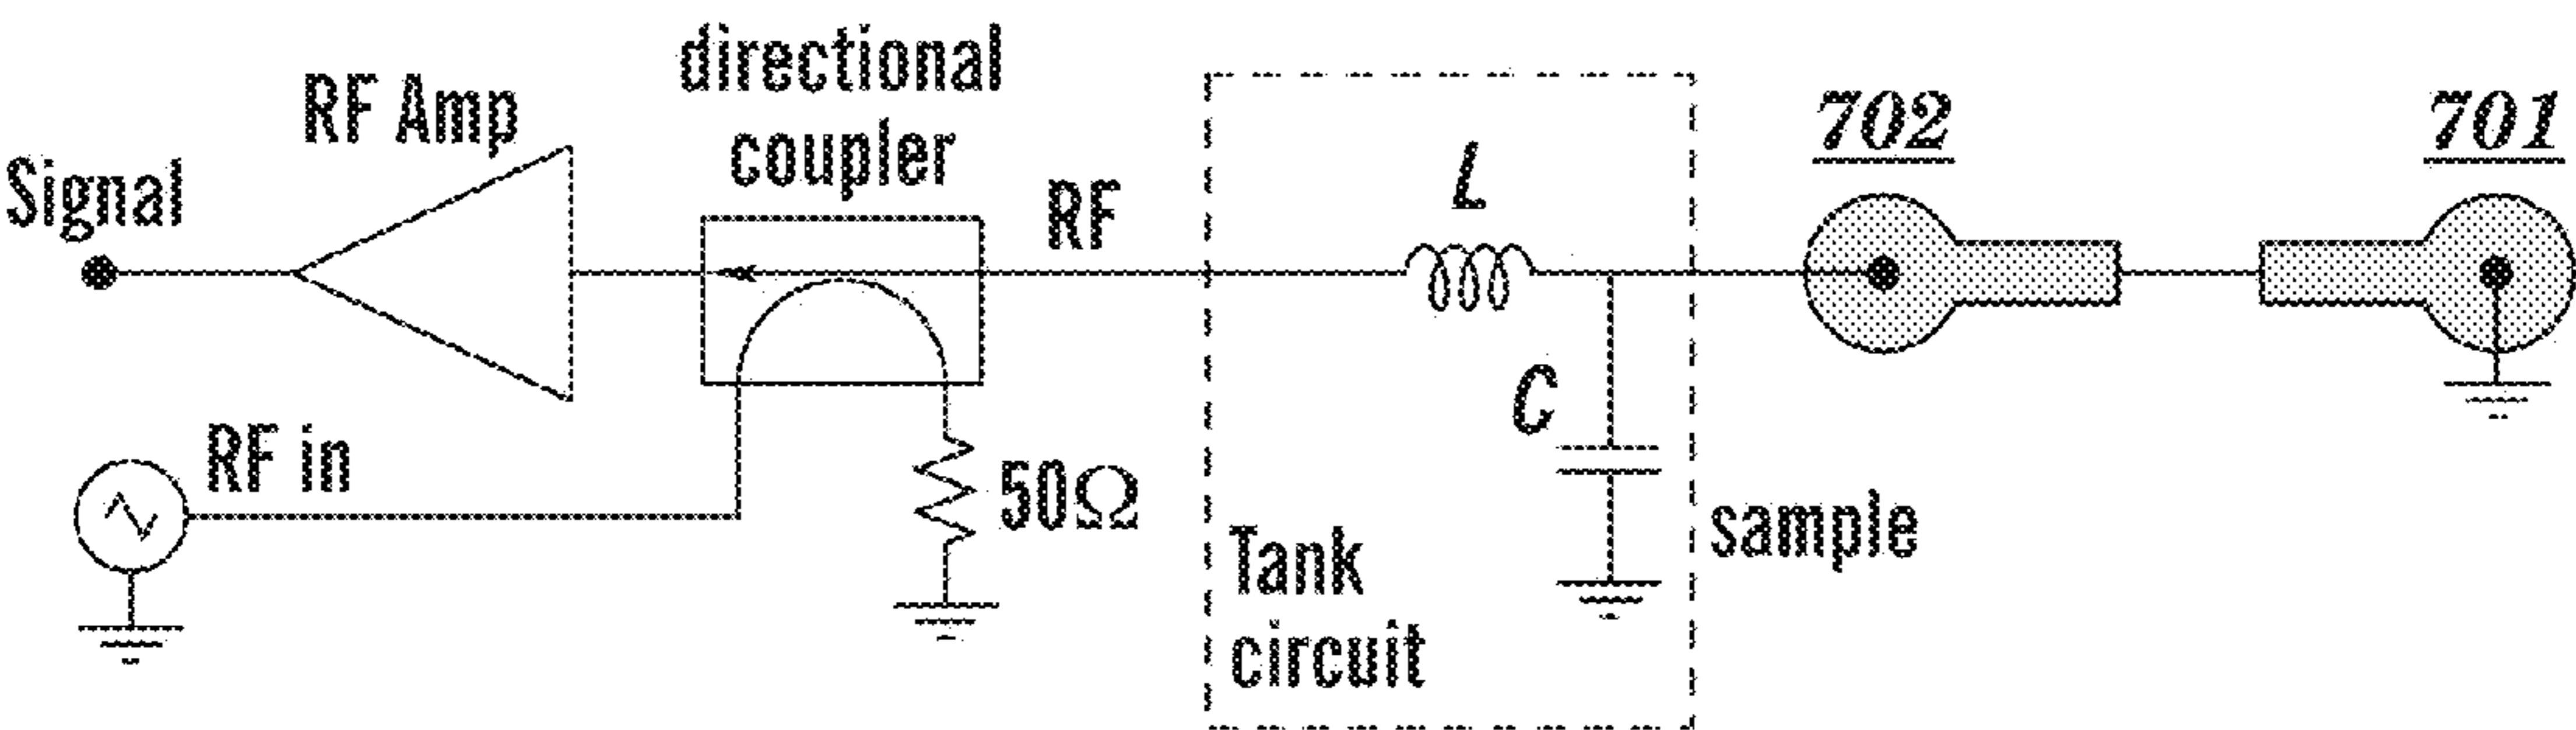 directional
coupler
RF Amp
Signal
RF
L
702
701
RF in
50Ω
C
sample
Tank
circuit